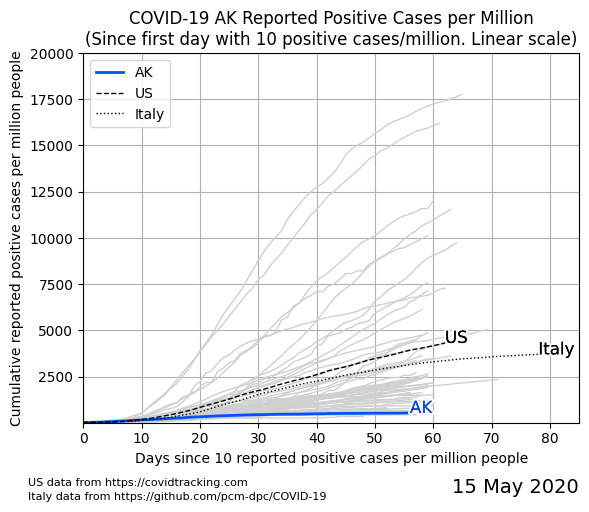 COVID-19 AK Reported Positive Cases per Million
(Since first day with 10 positive cases/million. Linear scale)
Cumulative reported positive cases per million people
20000
17500
15000
12500
10000
7500
5000
2500
AK
US
Italy
US
Italy
AK
0 10 20 30 40 50 60 70 80
Days since 10 reported positive cases per million people
US data from https://covidtracking.com
Italy data from https://github.com/pcm-dpc/COVID-19
15 May 2020